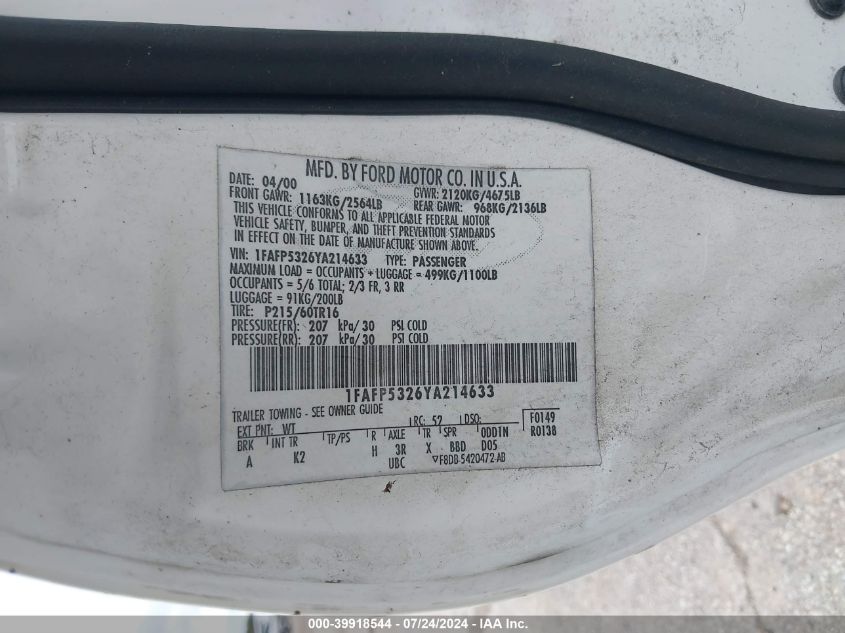 MFD. BY FORD MOTOR CO. IN U.S.A.
DATE: 04/00 GVWR: 2120KG/4675LB
FRONT GAWR: 1163KG/2564LB REAR GAWR: 968KG/2136LB
THIS VEHICLE CONFORMS TO ALL APPLICABLE FEDERAL MOTOR
VEHICLE SAFETY, BUMPER, AND THEFT PREVENTION STANDARDS
IN EFFECT ON THE DATE OF MANUFACTURE SHOWN ABOVE.
VIN: 1FAFP5326YA214633 TYPE: PASSENGER
MAXIMUM LOAD = OCCUPANTS + LUGGAGE = 499KG/1100LB
OCCUPANTS = 5/6 TOTAL; 2/3 FR, 3 RR
LUGGAGE = 91KG/200LB
TIRE: P215/60TR16
PRESSURE(FR): 207 kPa/30 PSI COLD
PRESSURE(RR): 207 kPa/30 PSI COLD
1FAFP5326YA214633
TRAILER TOWING - SEE OWNER GUIDE
EXT PNT: WT RC: 52 DSO: F0149
BRK INT TR TP/PS R AXLE TR SPR ODDTN R0138
A K2 H 3R X BBD DOS
UBC ▽F8DB-5420472-AB
000-39918544 / 07/24/2024 - IAA Inc.